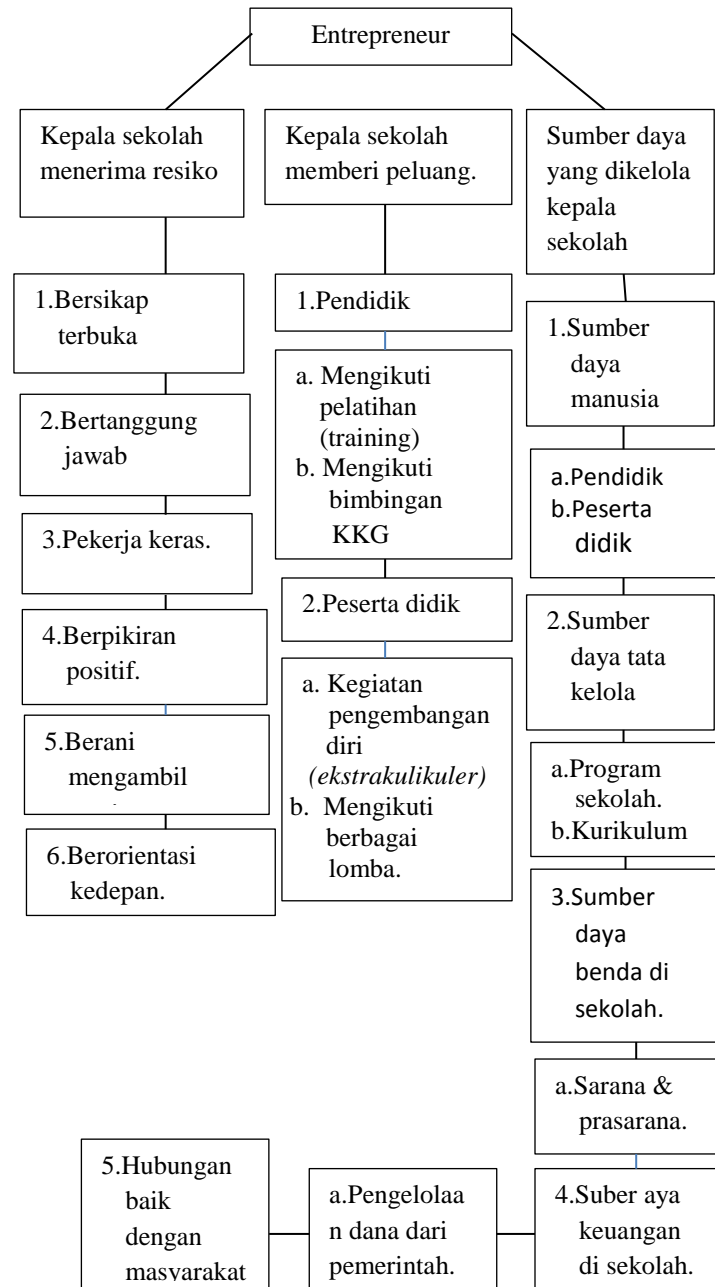 Entrepreneur
Kepala sekolah
menerima resiko
Kepala sekolah
memberi peluang.
Sumber daya
yang dikelola
kepala
sekolah
1.Bersikap
terbuka
2.Bertanggung
jawab
3.Pekerja keras.
4.Berpikiran
positif.
5.Berani
mengambil
6.Berorientasi
kedepan.
1.Pendidik
a. Mengikuti
pelatihan
(training)
b. Mengikuti
bimbingan
KKG
2.Peserta didik
a. Kegiatan
pengembangan
diri
(ekstrakulikuler)
b. Mengikuti
berbagai
lomba.
1.Sumber
daya
manusia
a.Pendidik
b.Peserta
didik
2.Sumber
daya tata
kelola
a.Program
sekolah.
b.Kurikulum
3.Sumber
daya
benda di
sekolah.
a.Sarana &
prasarana.
4.Suber aya
keuangan
di sekolah.
a.Pengelolaa
n dana dari
pemerintah.
5.Hubungan
baik
dengan
masyarakat